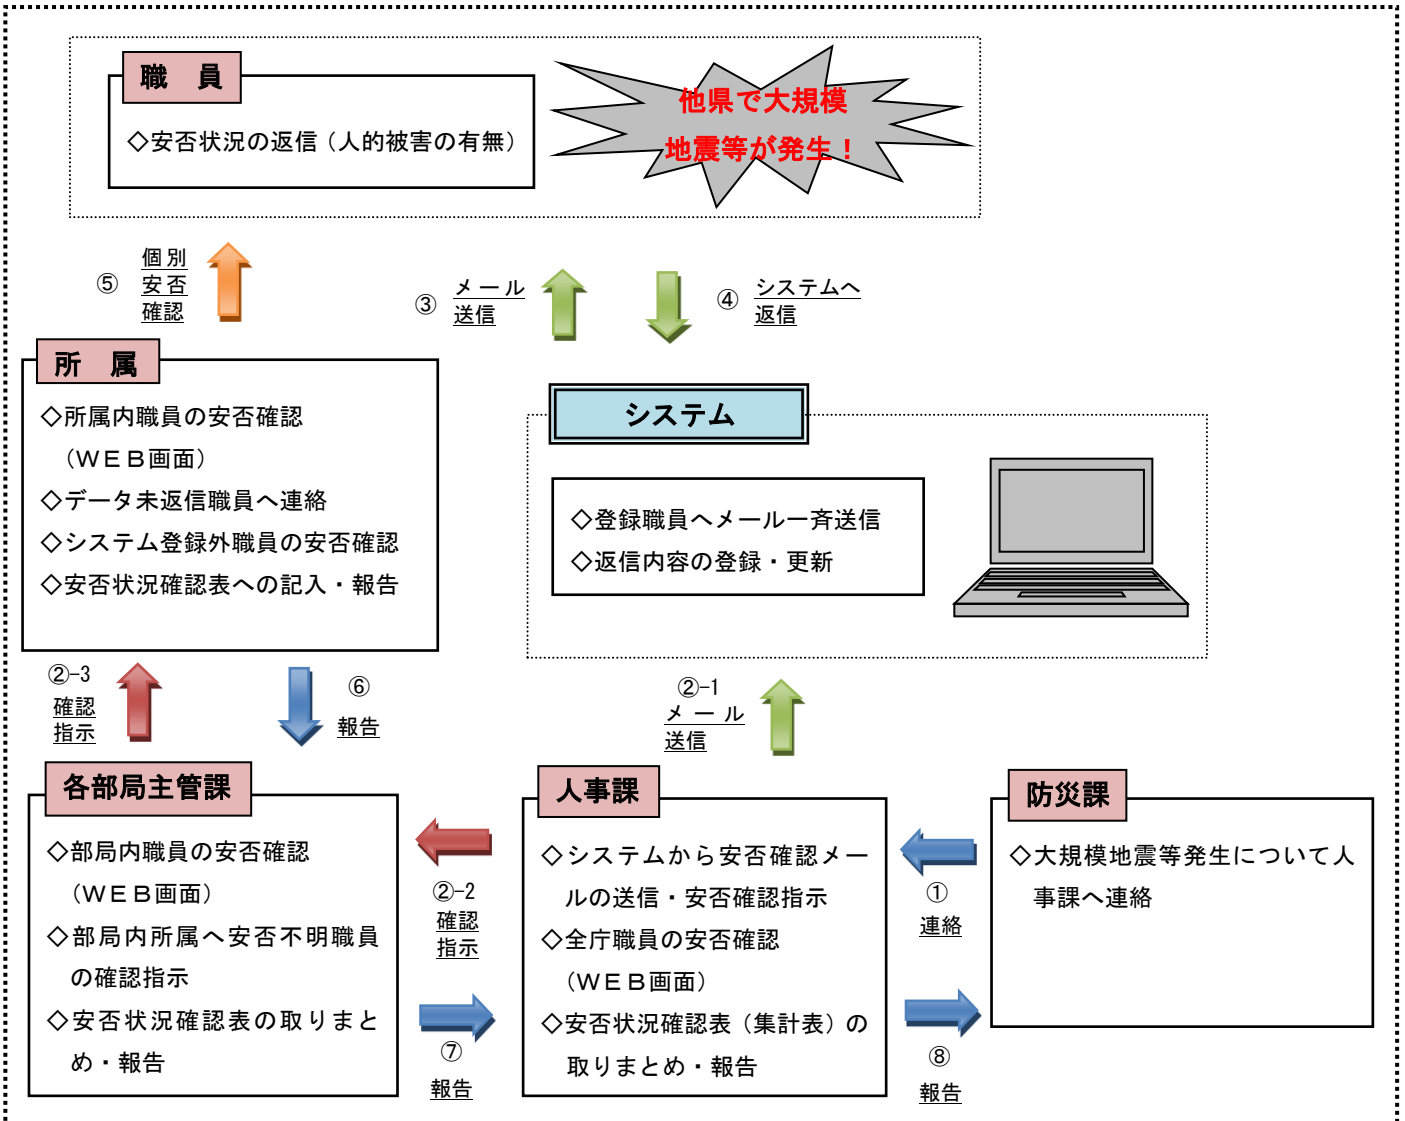 職　員
◇安否状況の返信（人的被害の有無）
他県で大規模
地震等が発生！
⑤
個別
安否
確認
③
メール
送信
④
システムへ
返信
所　属
◇所属内職員の安否確認
（ＷＥＢ画面）
◇データ未返信職員へ連絡
◇システム登録外職員の安否確認
◇安否状況確認表への記入・報告
システム
◇登録職員へメール一斉送信
◇返信内容の登録・更新
②-3
確認
指示
⑥
報告
②-1
メール
送信
各部局主管課
◇部局内職員の安否確認
（ＷＥＢ画面）
◇部局内所属へ安否不明職員
の確認指示
◇安否状況確認表の取りまと
め・報告
②-2
確認
指示
⑦
報告
人事課
◇システムから安否確認メー
ルの送信・安否確認指示
◇全庁職員の安否確認
（ＷＥＢ画面）
◇安否状況確認表（集計表）の
取りまとめ・報告
①
連絡
⑧
報告
防災課
◇大規模地震等発生について人
事課へ連絡